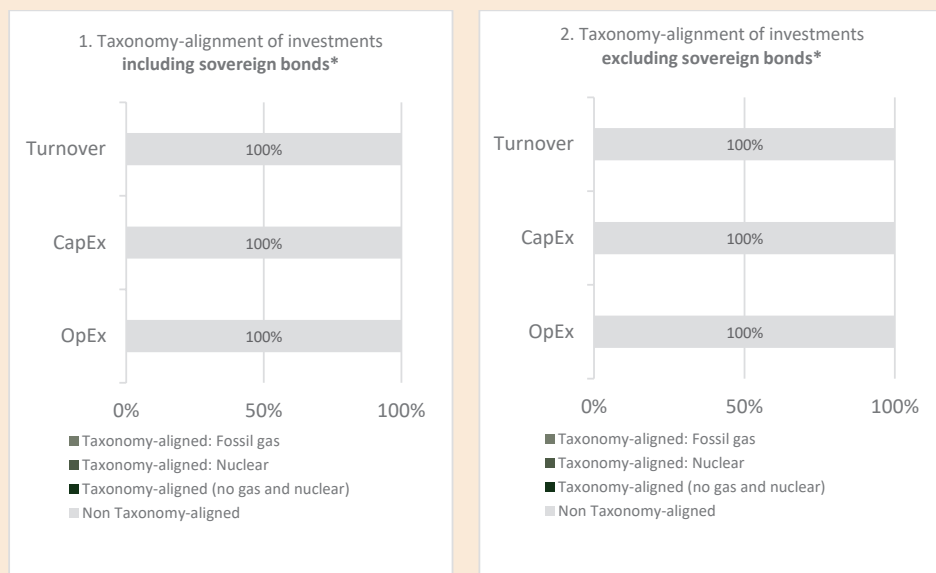 1. Taxonomy-alignment of investments
including sovereign bonds*
Turnover
100%
CapEx
100%
OpEx
100%
0% 50% 100%
Taxonomy-aligned: Fossil gas
Taxonomy-aligned: Nuclear
Taxonomy-aligned (no gas and nuclear)
Non Taxonomy-aligned
2. Taxonomy-alignment of investments
excluding sovereign bonds*
Turnover
100%
CapEx
100%
OpEx
100%
0% 50% 100%
Taxonomy-aligned: Fossil gas
Taxonomy-aligned: Nuclear
Taxonomy-aligned (no gas and nuclear)
Non Taxonomy-aligned